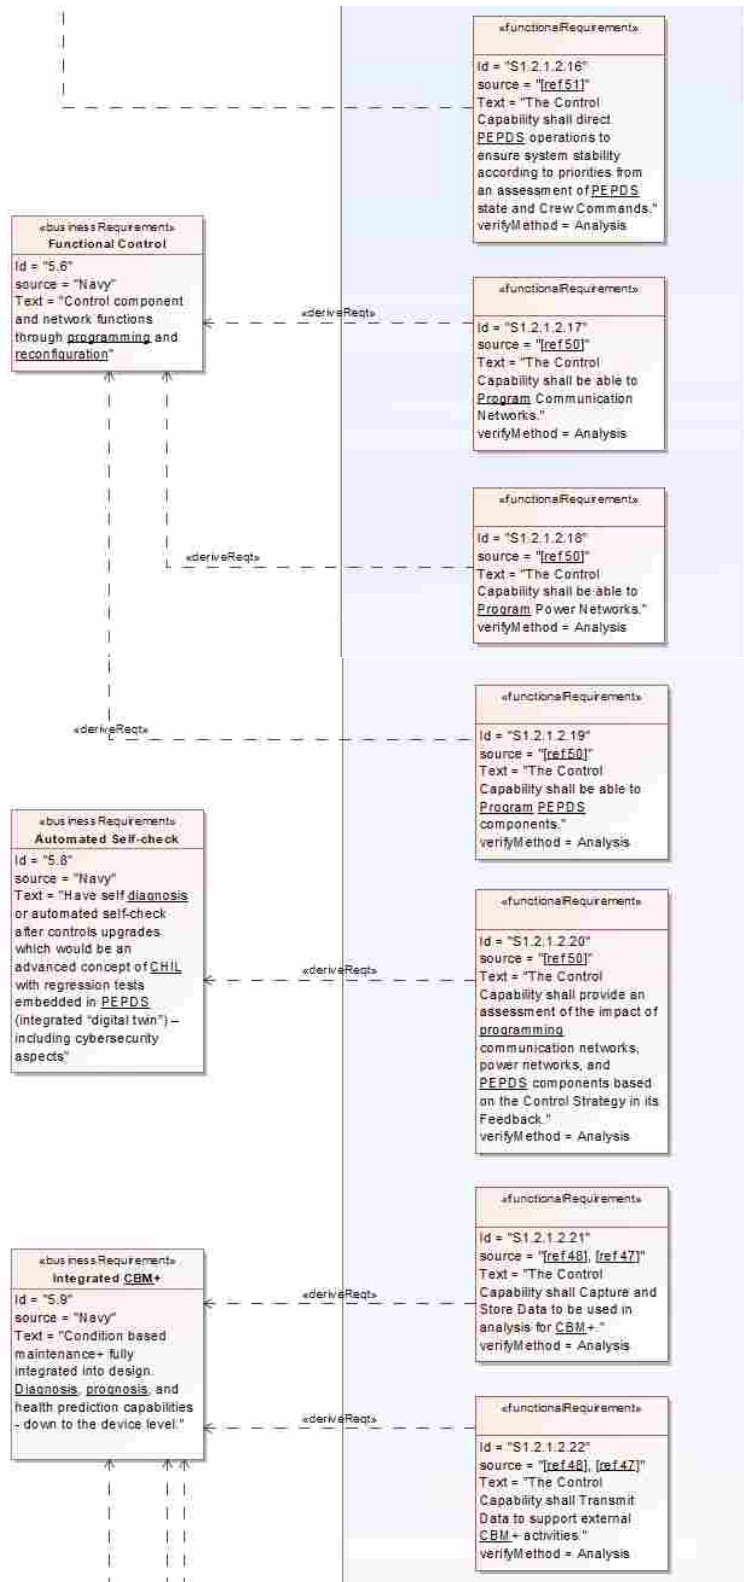 «functionalRequirement»
Id = "S1.2.1.2.16"
source = "[ref51]"
Text = "The Control
Capability shall direct
PEPDS operations to
ensure system stability
according to priorities from
an assessment of PEPDS
state and Crew Commands."
verifyMethod = Analysis
«businessRequirement»
Functional Control
Id = "5.6"
source = "Navy"
Text = "Control component
and network functions
through programming and
reconfiguration"
«deriveReqt»
«functionalRequirement»
Id = "S1.2.1.2.17"
source = "[ref50]"
Text = "The Control
Capability shall be able to
Program Communication
Networks."
verifyMethod = Analysis
«deriveReqt»
«functionalRequirement»
Id = "S1.2.1.2.18"
source = "[ref50]"
Text = "The Control
Capability shall be able to
Program Power Networks."
verifyMethod = Analysis
«deriveReqt»
«functionalRequirement»
Id = "S1.2.1.2.19"
source = "[ref50]"
Text = "The Control
Capability shall be able to
Program PEPDS
components."
verifyMethod = Analysis
«businessRequirement»
Automated Self-check
Id = "5.8"
source = "Navy"
Text = "Have self diagnosis
or automated self-check
after controls upgrades
which would be an
advanced concept of CHIL
with regression tests
embedded in PEPDS
(integrated "digital twin") –
including cybersecurity
aspects"
«deriveReqt»
«functionalRequirement»
Id = "S1.2.1.2.20"
source = "[ref50]"
Text = "The Control
Capability shall provide an
assessment of the impact of
programming
communication networks,
power networks, and
PEPDS components based
on the Control Strategy in its
Feedback."
verifyMethod = Analysis
«businessRequirement»
Integrated CBM+
Id = "5.9"
source = "Navy"
Text = "Condition based
maintenance+ fully
integrated into design.
Diagnosis, prognosis, and
health prediction capabilities
- down to the device level."
«deriveReqt»
«functionalRequirement»
Id = "S1.2.1.2.21"
source = "[ref48], [ref47]"
Text = "The Control
Capability shall Capture and
Store Data to be used in
analysis for CBM+."
verifyMethod = Analysis
«deriveReqt»
«functionalRequirement»
Id = "S1.2.1.2.22"
source = "[ref48], [ref47]"
Text = "The Control
Capability shall Transmit
Data to support external
CBM+ activities."
verifyMethod = Analysis